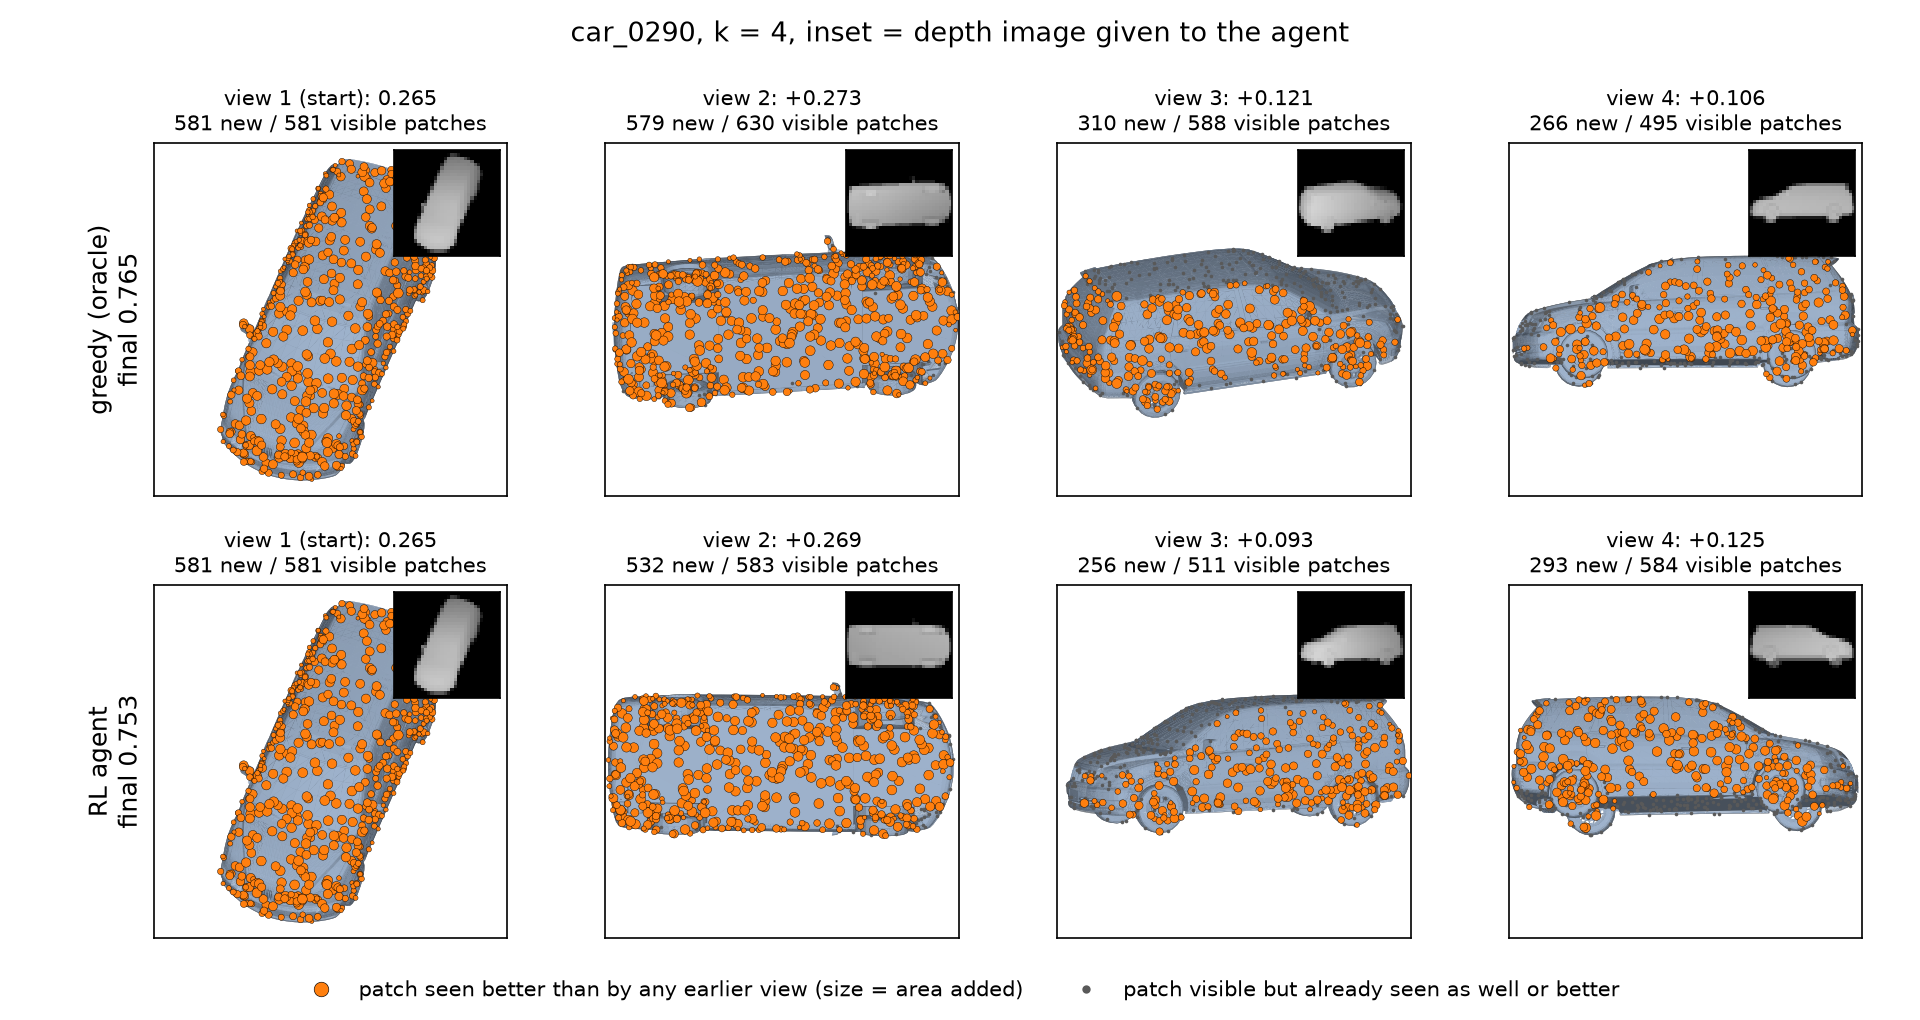 car_0290, k = 4, inset = depth image given to the agent
view 1 (start): 0.265
581 new / 581 visible patches
view 2: +0.273
579 new / 630 visible patches
view 3: +0.121
310 new / 588 visible patches
view 4: +0.106
266 new / 495 visible patches
greedy (oracle)
final 0.765
view 1 (start): 0.265
581 new / 581 visible patches
view 2: +0.269
532 new / 583 visible patches
view 3: +0.093
256 new / 511 visible patches
view 4: +0.125
293 new / 584 visible patches
RL agent
final 0.753
patch seen better than by any earlier view (size = area added)
patch visible but already seen as well or better